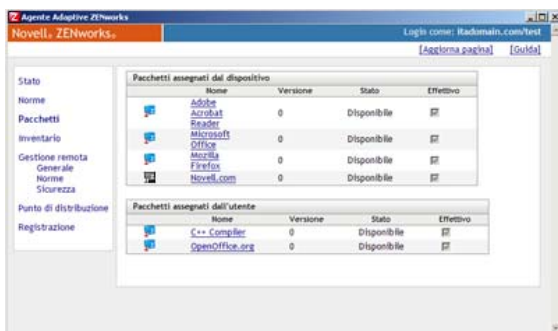 Agente Adaptive ZENworks
Novell® ZENworks®
Login come: Radomain.com/test
[Aggiorna pagina] [Guida]
Stato
Norme
Pacchetti
Inventario
Gestione remota
Generale
Norme
Sicurezza
Punto di distribuzione
Registrazione
Pacchetti assegnati dal dispositivo
Nome Versione Stato Effettivo
Adobe Acrobat Reader 0 Disponibile
Microsoft Office 0 Disponibile
Mozilla Firefox 0 Disponibile
Novell.com 0 Disponibile
Pacchetti assegnati dall'utente
Nome Versione Stato Effettivo
C++ Compiler 0 Disponibile
OpenOffice.org 0 Disponibile